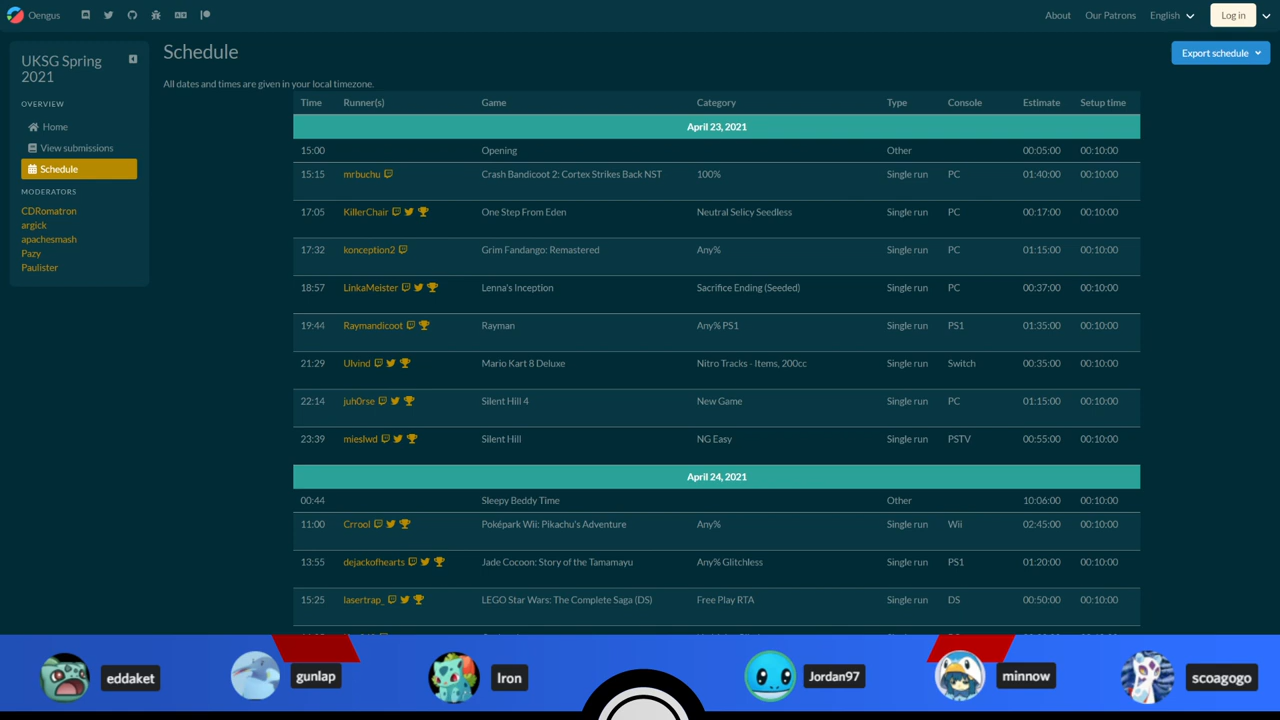 Oengus
About
Our Patrons
English
Log in
UKSG Spring
2021
OVERVIEW
Home
View submissions
Schedule
MODERATORS
CDRomatron
argick
apachesmash
Pazy
Paulister
Schedule
Export schedule
All dates and times are given in your local timezone.
Time Runner(s) Game Category Type Console Estimate Setup time
April 23, 2021
15:00 Opening Other 00:05:00 00:10:00
15:15 mrbuchu Crash Bandicoot 2: Cortex Strikes Back NST 100% Single run PC 01:40:00 00:10:00
17:05 KillerChair One Step From Eden Neutral Selicy Seedless Single run PC 00:17:00 00:10:00
17:32 konception2 Grim Fandango: Remastered Any% Single run PC 01:15:00 00:10:00
18:57 LinkaMeister Lenna's Inception Sacrifice Ending (Seeded) Single run PC 00:37:00 00:10:00
19:44 Raymandicoot Rayman Any% PS1 Single run PS1 01:35:00 00:10:00
21:29 Ulvind Mario Kart 8 Deluxe Nitro Tracks - Items, 200cc Single run Switch 00:35:00 00:10:00
22:14 juh0rse Silent Hill 4 New Game Single run PC 01:15:00 00:10:00
23:39 mieslwd Silent Hill NG Easy Single run PSTV 00:55:00 00:10:00
April 24, 2021
00:44 Sleepy Beddy Time Other 10:06:00 00:10:00
11:00 Crrool Poképark Wii: Pikachu's Adventure Any% Single run Wii 02:45:00 00:10:00
13:55 dejackofhearts Jade Cocoon: Story of the Tamamayu Any% Glitchless Single run PS1 01:20:00 00:10:00
15:25 lasertrap_ LEGO Star Wars: The Complete Saga (DS) Free Play RTA Single run DS 00:50:00 00:10:00
eddaket
gunlap
Iron
Jordan97
minnow
scoagogo